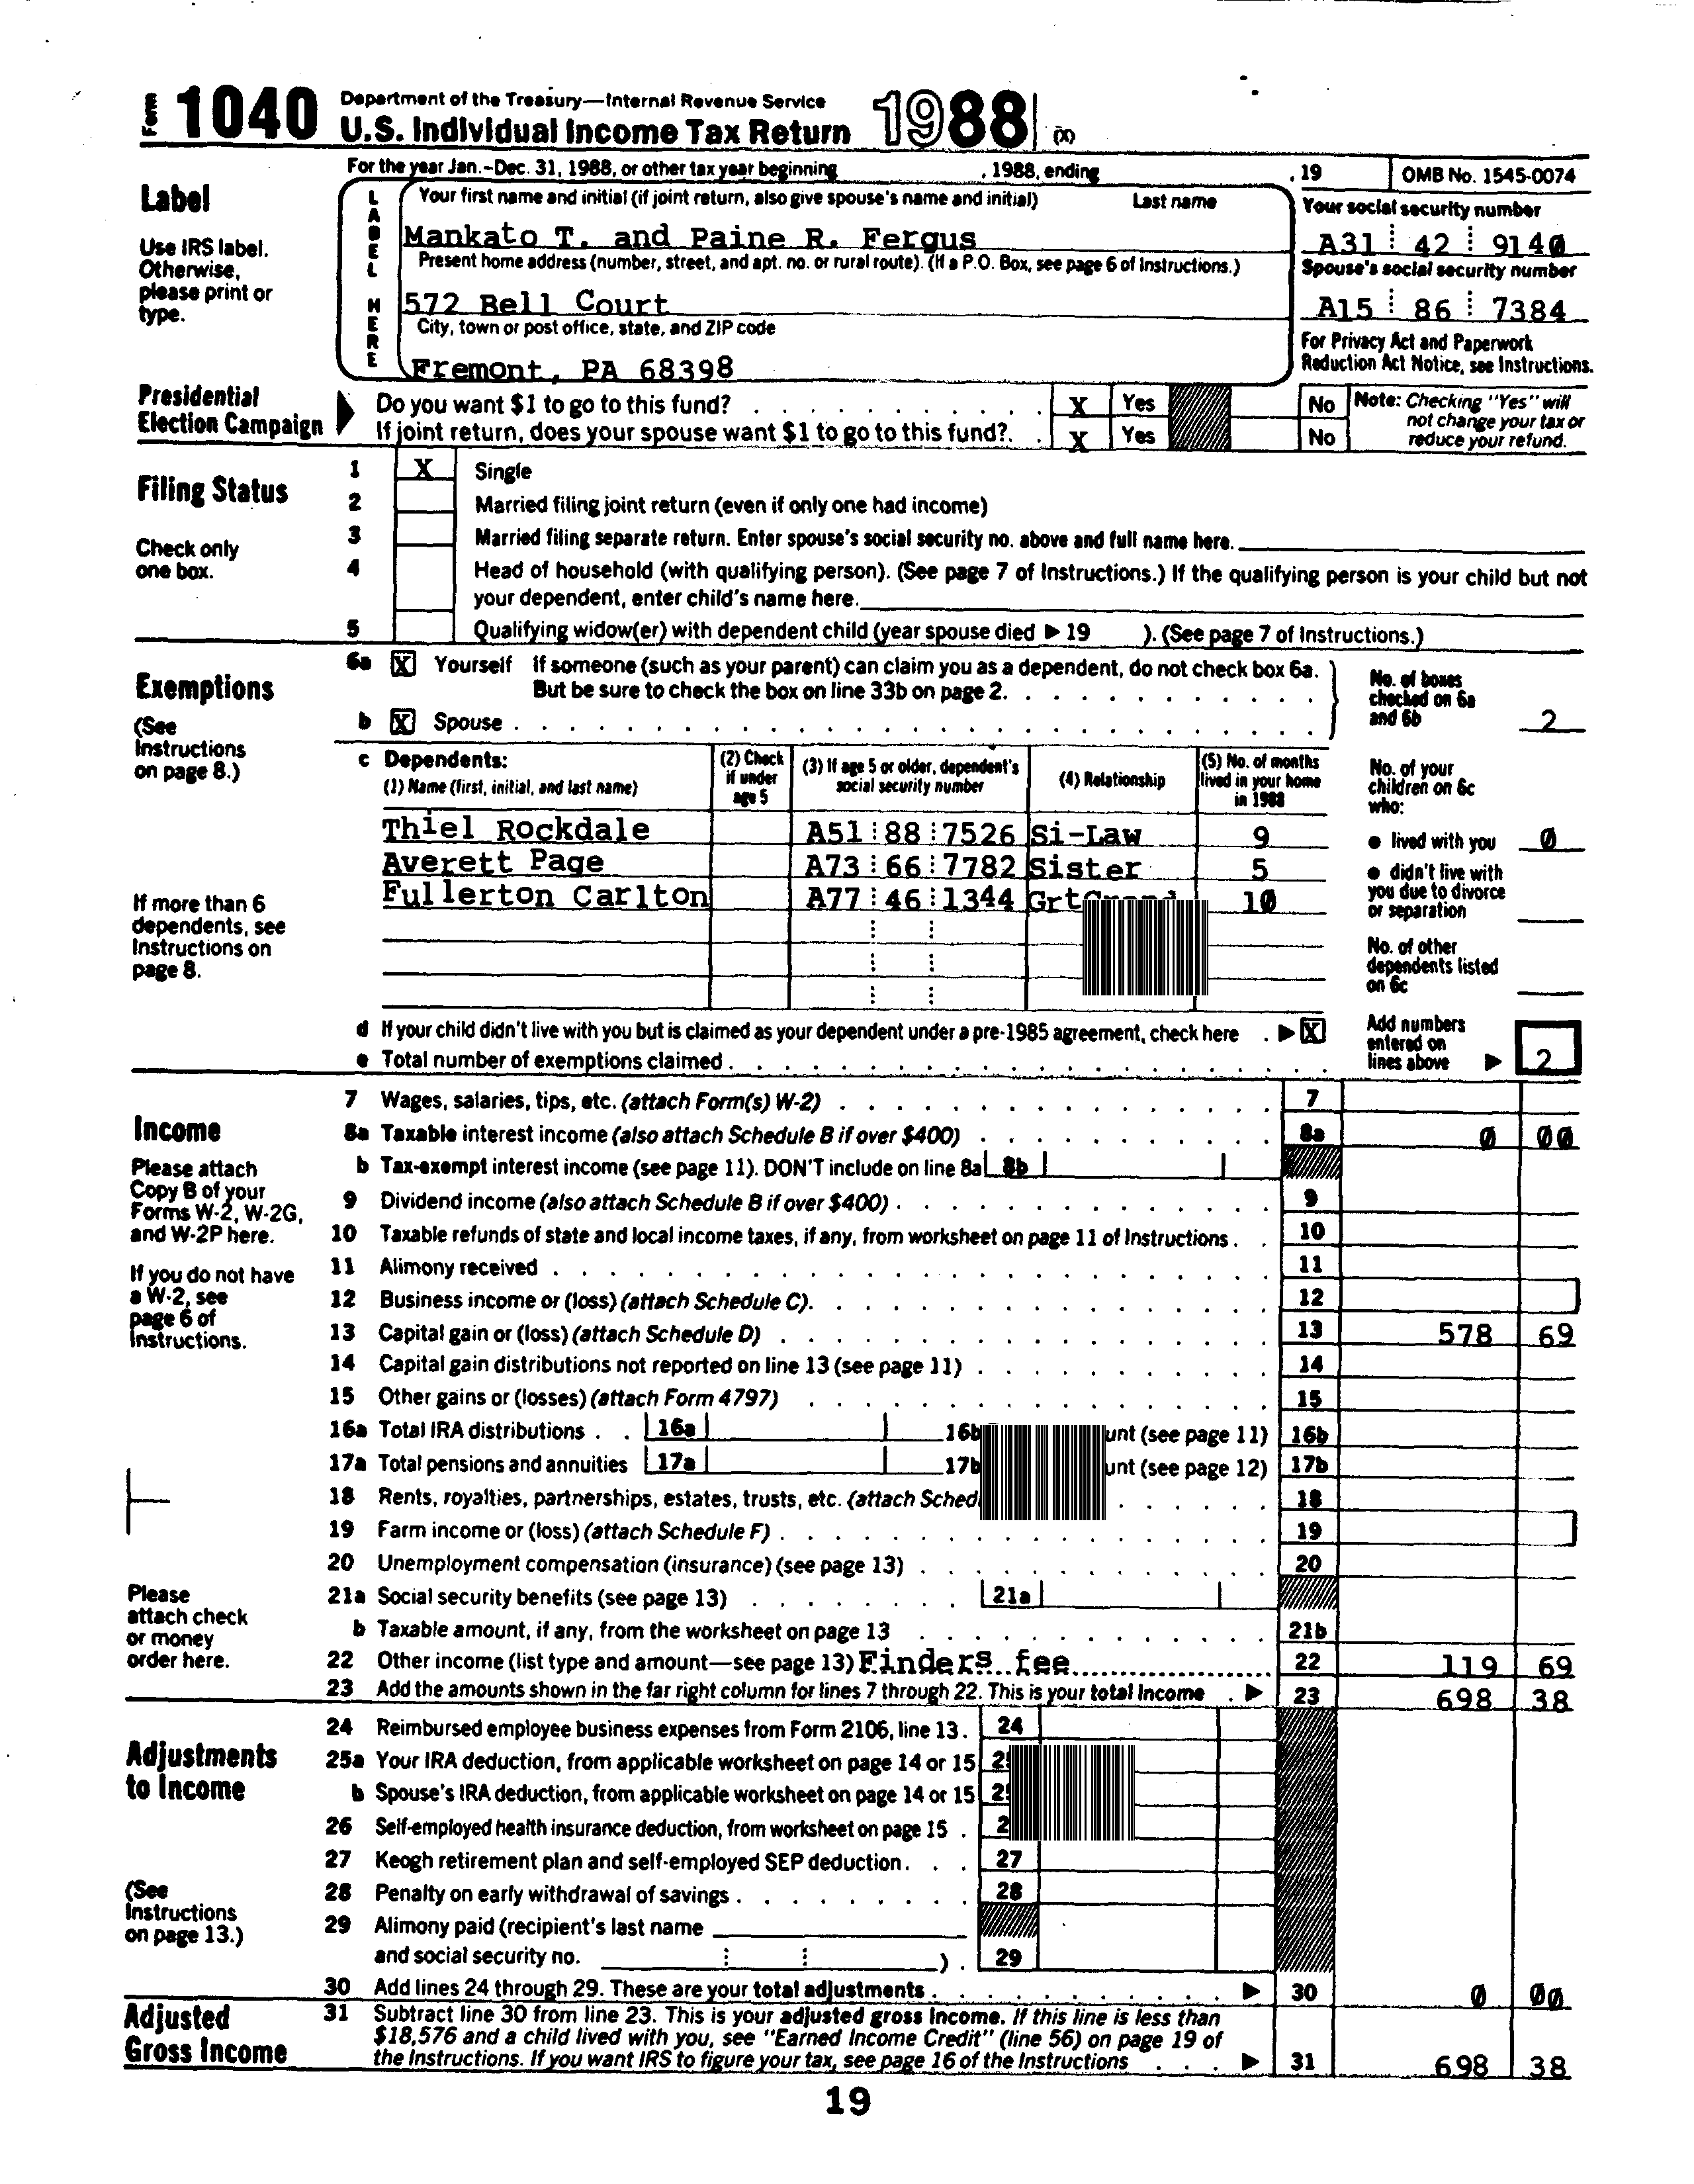 Form 1040 Department of the Treasury—Internal Revenue Service
U.S. Individual Income Tax Return 1988 (X)
For the year Jan.-Dec. 31, 1988, or other tax year beginning , 1988, ending , 19 OMB No. 1545-0074
Label
Use IRS label.
Otherwise,
please print or
type.
LABEL HERE
Your first name and initial (if joint return, also give spouse's name and initial) Last name
Mankato T. and Paine R. Fergus
Present home address (number, street, and apt. no. or rural route). (If a P.O. Box, see page 6 of Instructions.)
572 Bell Court
City, town or post office, state, and ZIP code
Fremont, PA 68398
Your social security number
A31 42 9140
Spouse's social security number
A15 86 7384
For Privacy Act and Paperwork
Reduction Act Notice, see Instructions.
Presidential
Election Campaign
Do you want $1 to go to this fund? X Yes No
If joint return, does your spouse want $1 to go to this fund?. X Yes No
Note: Checking "Yes" will
not change your tax or
reduce your refund.
Filing Status
Check only
one box.
1 X Single
2 Married filing joint return (even if only one had income)
3 Married filing separate return. Enter spouse's social security no. above and full name here.
4 Head of household (with qualifying person). (See page 7 of Instructions.) If the qualifying person is your child but not
your dependent, enter child's name here.
5 Qualifying widow(er) with dependent child (year spouse died ▶ 19 ). (See page 7 of Instructions.)
Exemptions
(See
Instructions
on page 8.)
If more than 6
dependents, see
Instructions on
page 8.
6a X Yourself If someone (such as your parent) can claim you as a dependent, do not check box 6a.
But be sure to check the box on line 33b on page 2.
b X Spouse
No. of boxes
checked on 6a
and 6b 2
c Dependents:
(1) Name (first, initial, and last name)
(2) Check
if under
age 5
(3) If age 5 or older, dependent's
social security number
(4) Relationship
(5) No. of months
lived in your home
in 1988
Thiel Rockdale A51 88 7526 Si-Law 9
Averett Page A73 66 7782 Sister 5
Fullerton Carlton A77 46 1344 GrtGrand 10
No. of your
children on 6c
who:
● lived with you 0
● didn't live with
you due to divorce
or separation
No. of other
dependents listed
on 6c
d If your child didn't live with you but is claimed as your dependent under a pre-1985 agreement, check here ▶ X
e Total number of exemptions claimed
Add numbers
entered on
lines above ▶ 2
Income
Please attach
Copy B of your
Forms W-2, W-2G,
and W-2P here.
If you do not have
a W-2, see
page 6 of
Instructions.
Please
attach check
or money
order here.
7 Wages, salaries, tips, etc. (attach Form(s) W-2) 7
8a Taxable interest income (also attach Schedule B if over $400) 8a 0 00
b Tax-exempt interest income (see page 11). DON'T include on line 8a 8b
9 Dividend income (also attach Schedule B if over $400) 9
10 Taxable refunds of state and local income taxes, if any, from worksheet on page 11 of Instructions 10
11 Alimony received 11
12 Business income or (loss) (attach Schedule C). 12
13 Capital gain or (loss) (attach Schedule D) 13 578 69
14 Capital gain distributions not reported on line 13 (see page 11) 14
15 Other gains or (losses) (attach Form 4797) 15
16a Total IRA distributions 16a 16b unt (see page 11) 16b
17a Total pensions and annuities 17a 17b unt (see page 12) 17b
18 Rents, royalties, partnerships, estates, trusts, etc. (attach Sched 18
19 Farm income or (loss) (attach Schedule F) 19
20 Unemployment compensation (insurance) (see page 13) 20
21a Social security benefits (see page 13) 21a
b Taxable amount, if any, from the worksheet on page 13 21b
22 Other income (list type and amount—see page 13) Finders fee 22 119 69
23 Add the amounts shown in the far right column for lines 7 through 22. This is your total income ▶ 23 698 38
Adjustments
to Income
(See
Instructions
on page 13.)
24 Reimbursed employee business expenses from Form 2106, line 13. 24
25a Your IRA deduction, from applicable worksheet on page 14 or 15 2
b Spouse's IRA deduction, from applicable worksheet on page 14 or 15 2
26 Self-employed health insurance deduction, from worksheet on page 15 2
27 Keogh retirement plan and self-employed SEP deduction. 27
28 Penalty on early withdrawal of savings 28
29 Alimony paid (recipient's last name
and social security no. ). 29
30 Add lines 24 through 29. These are your total adjustments ▶ 30 0 00
Adjusted
Gross Income
31 Subtract line 30 from line 23. This is your adjusted gross income. If this line is less than
$18,576 and a child lived with you, see "Earned Income Credit" (line 56) on page 19 of
the Instructions. If you want IRS to figure your tax, see page 16 of the Instructions ▶ 31 698 38
19